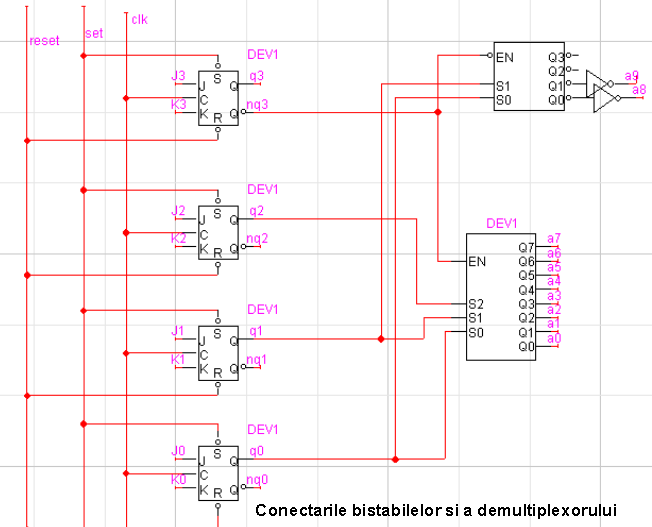 reset
set
clk
DEV1
J3
K3
S
J
C
K
R
Q
Q
q3
nq3
EN
S1
S0
Q3
Q2
Q1
Q0
a9
a8
DEV1
J2
K2
S
J
C
K
R
Q
Q
q2
nq2
DEV1
EN
S2
S1
S0
Q7
Q6
Q5
Q4
Q3
Q2
Q1
Q0
a7
a6
a5
a4
a3
a2
a1
a0
DEV1
J1
K1
S
J
C
K
R
Q
Q
q1
nq1
DEV1
J0
K0
S
J
C
K
R
Q
Q
q0
nq0
Conectarile bistabilelor si a demultiplexorului